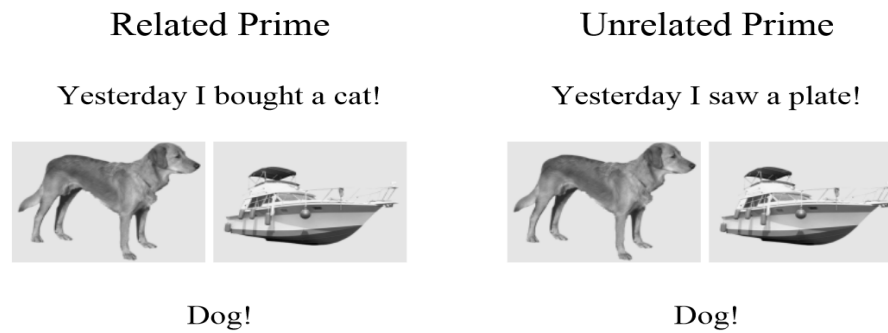 Related Prime
Yesterday I bought a cat!
Dog!
Unrelated Prime
Yesterday I saw a plate!
Dog!